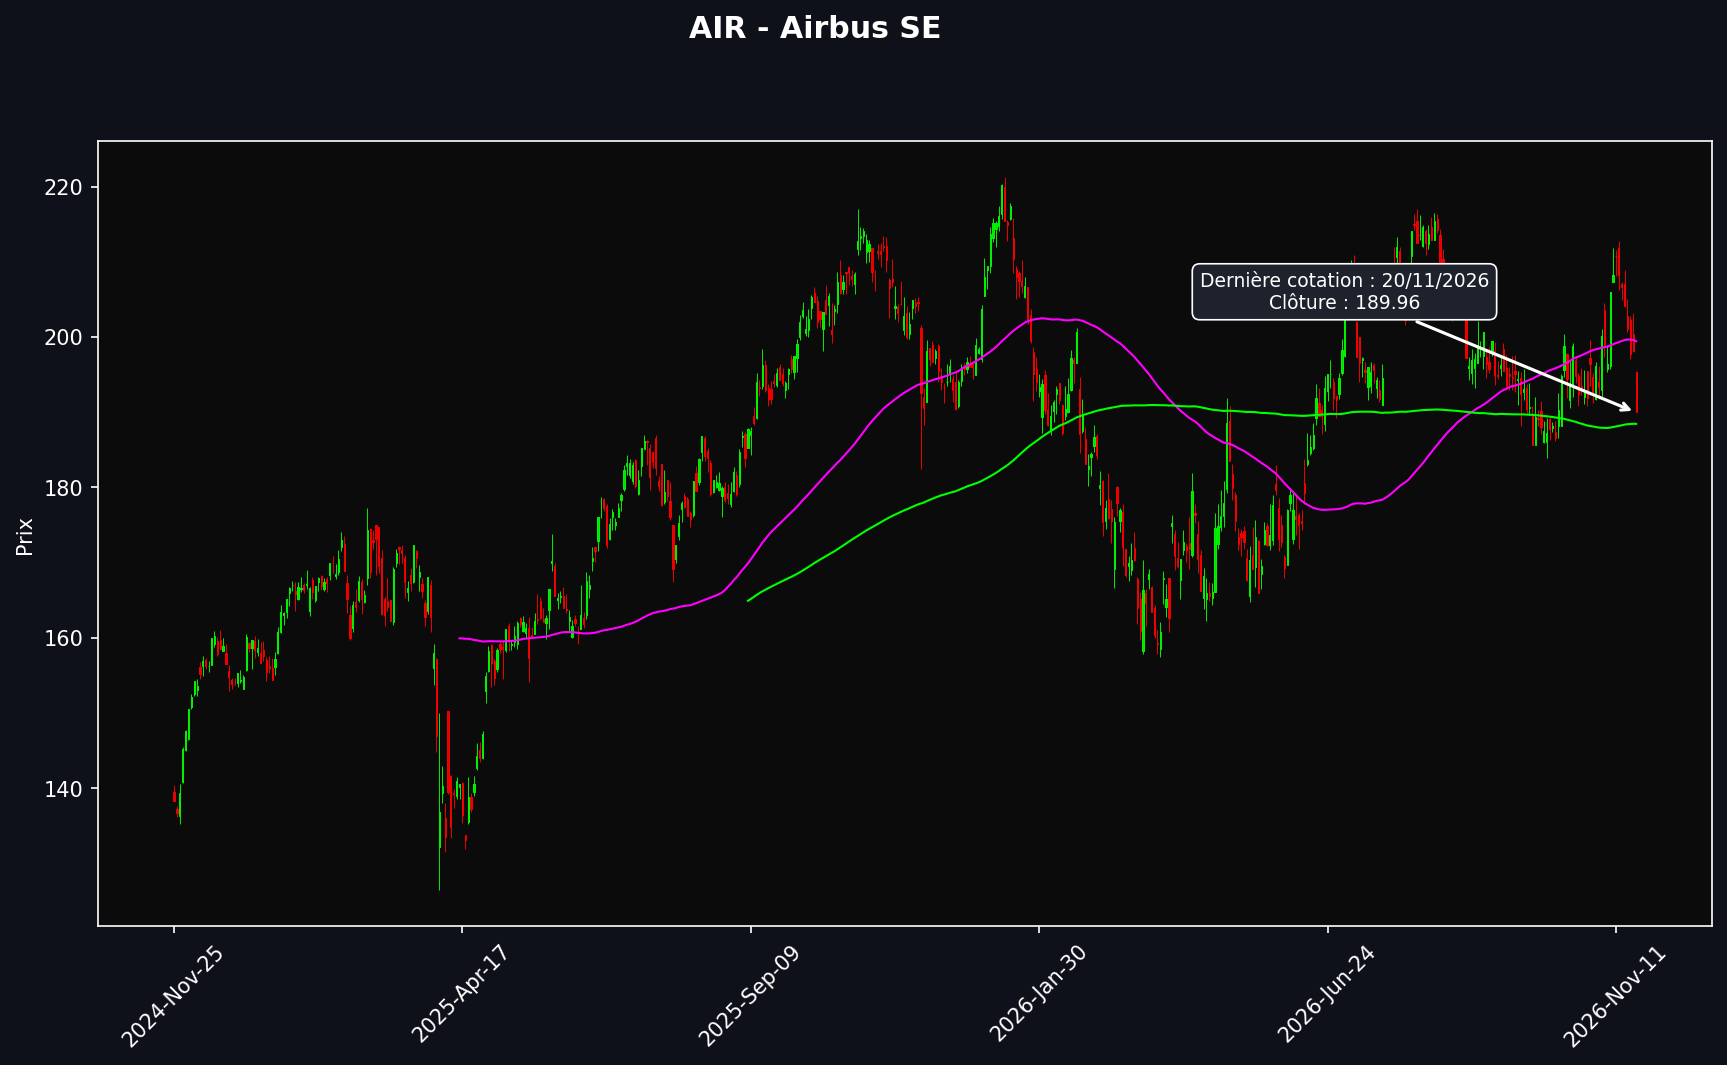 AIR - Airbus SE
Prix
220
200
180
160
140
Dernière cotation : 20/11/2026
Clôture : 189.96
2024-Nov-25
2025-Apr-17
2025-Sep-09
2026-Jan-30
2026-Jun-24
2026-Nov-11